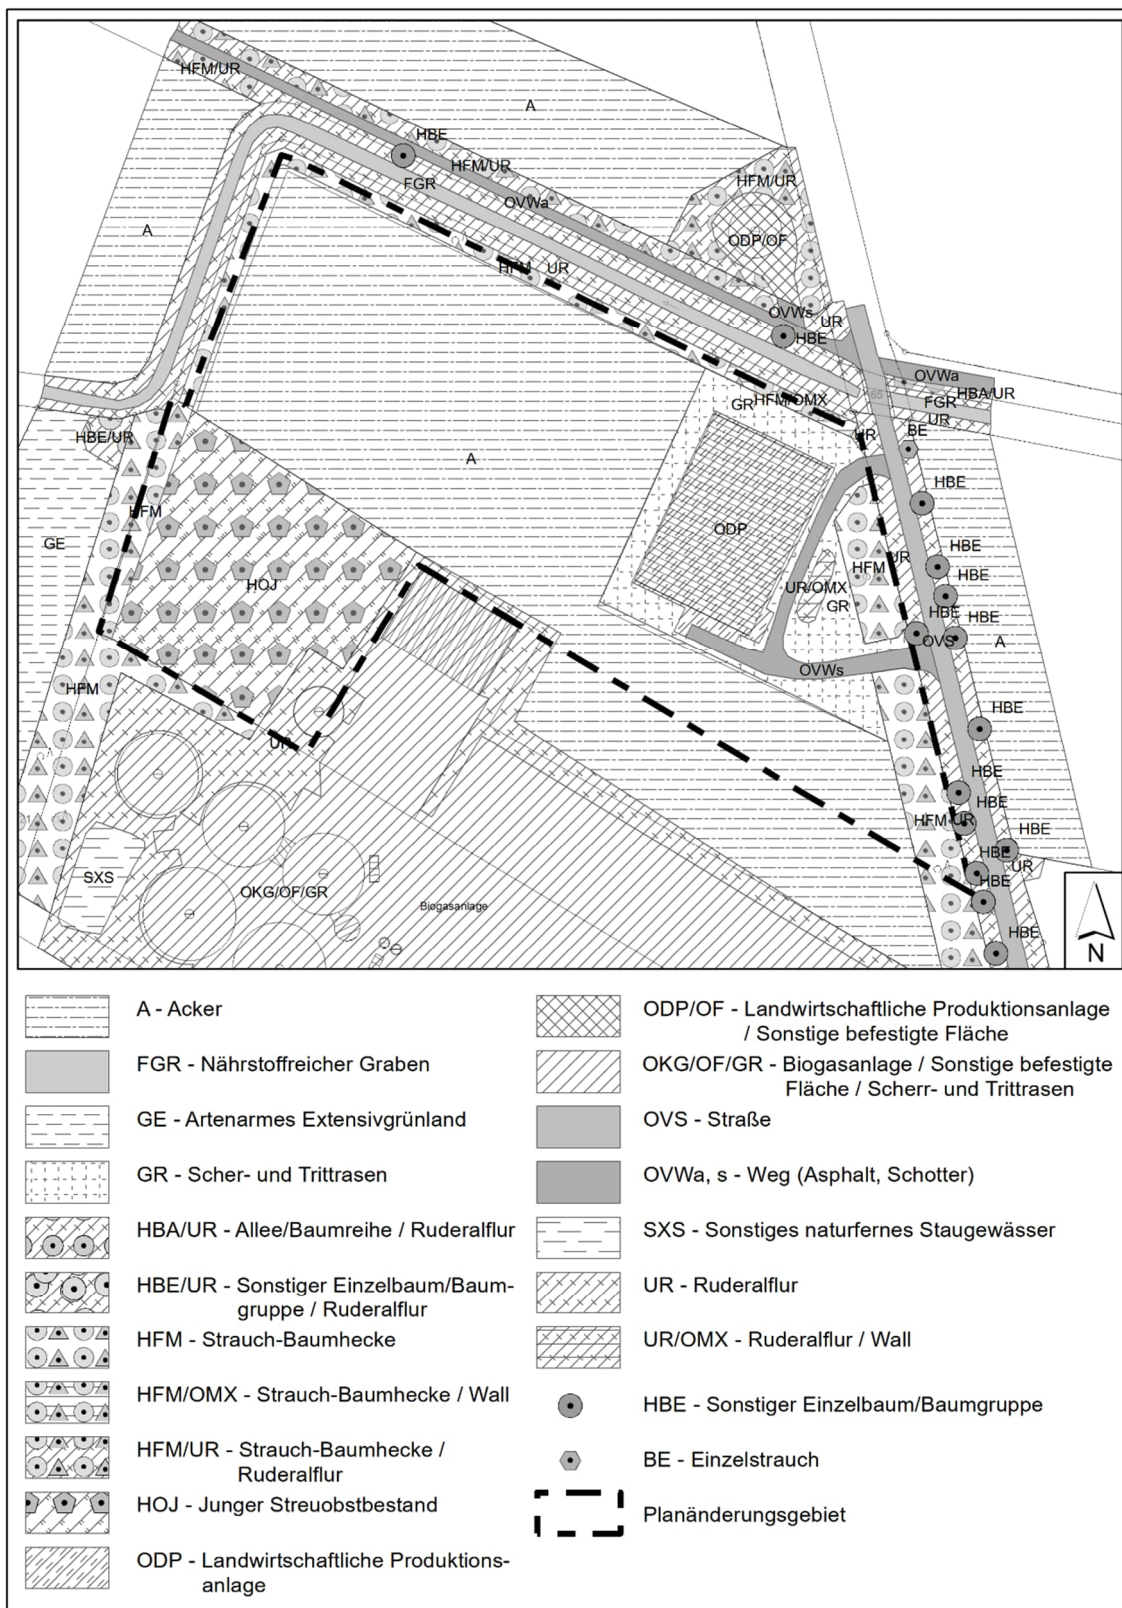 HFM/UR
A
HBE
HFM/UR
HFM/UR
FGR
OVWa
A
ODP/OF
HFM
UR
OVWs
UR
HBE
OVWa
HBA/UR
65
FGR
GR
HFM/OMX
UR
UR
BE
HBE/UR
A
HBE
HFM
ODP
GE
HBE
HFM
UR
HBE
HOJ
UR/OMX
GR
HBE
HBE
OVS
A
OVWs
HFM
HBE
UR
HBE
HBE
HFM
UR
HBE
HBE
UR
SXS
HBE
OKG/OF/GR
Biogasanlage
HBE
N
A - Acker
FGR - Nährstoffreicher Graben
GE - Artenarmes Extensivgrünland
GR - Scher- und Trittrasen
HBA/UR - Allee/Baumreihe / Ruderalflur
HBE/UR - Sonstiger Einzelbaum/Baum-
gruppe / Ruderalflur
HFM - Strauch-Baumhecke
HFM/OMX - Strauch-Baumhecke / Wall
HFM/UR - Strauch-Baumhecke /
Ruderalflur
HOJ - Junger Streuobstbestand
ODP - Landwirtschaftliche Produktions-
anlage
ODP/OF - Landwirtschaftliche Produktionsanlage
/ Sonstige befestigte Fläche
OKG/OF/GR - Biogasanlage / Sonstige befestigte
Fläche / Scherr- und Trittrasen
OVS - Straße
OVWa, s - Weg (Asphalt, Schotter)
SXS - Sonstiges naturfernes Staugewässer
UR - Ruderalflur
UR/OMX - Ruderalflur / Wall
HBE - Sonstiger Einzelbaum/Baumgruppe
BE - Einzelstrauch
Planänderungsgebiet